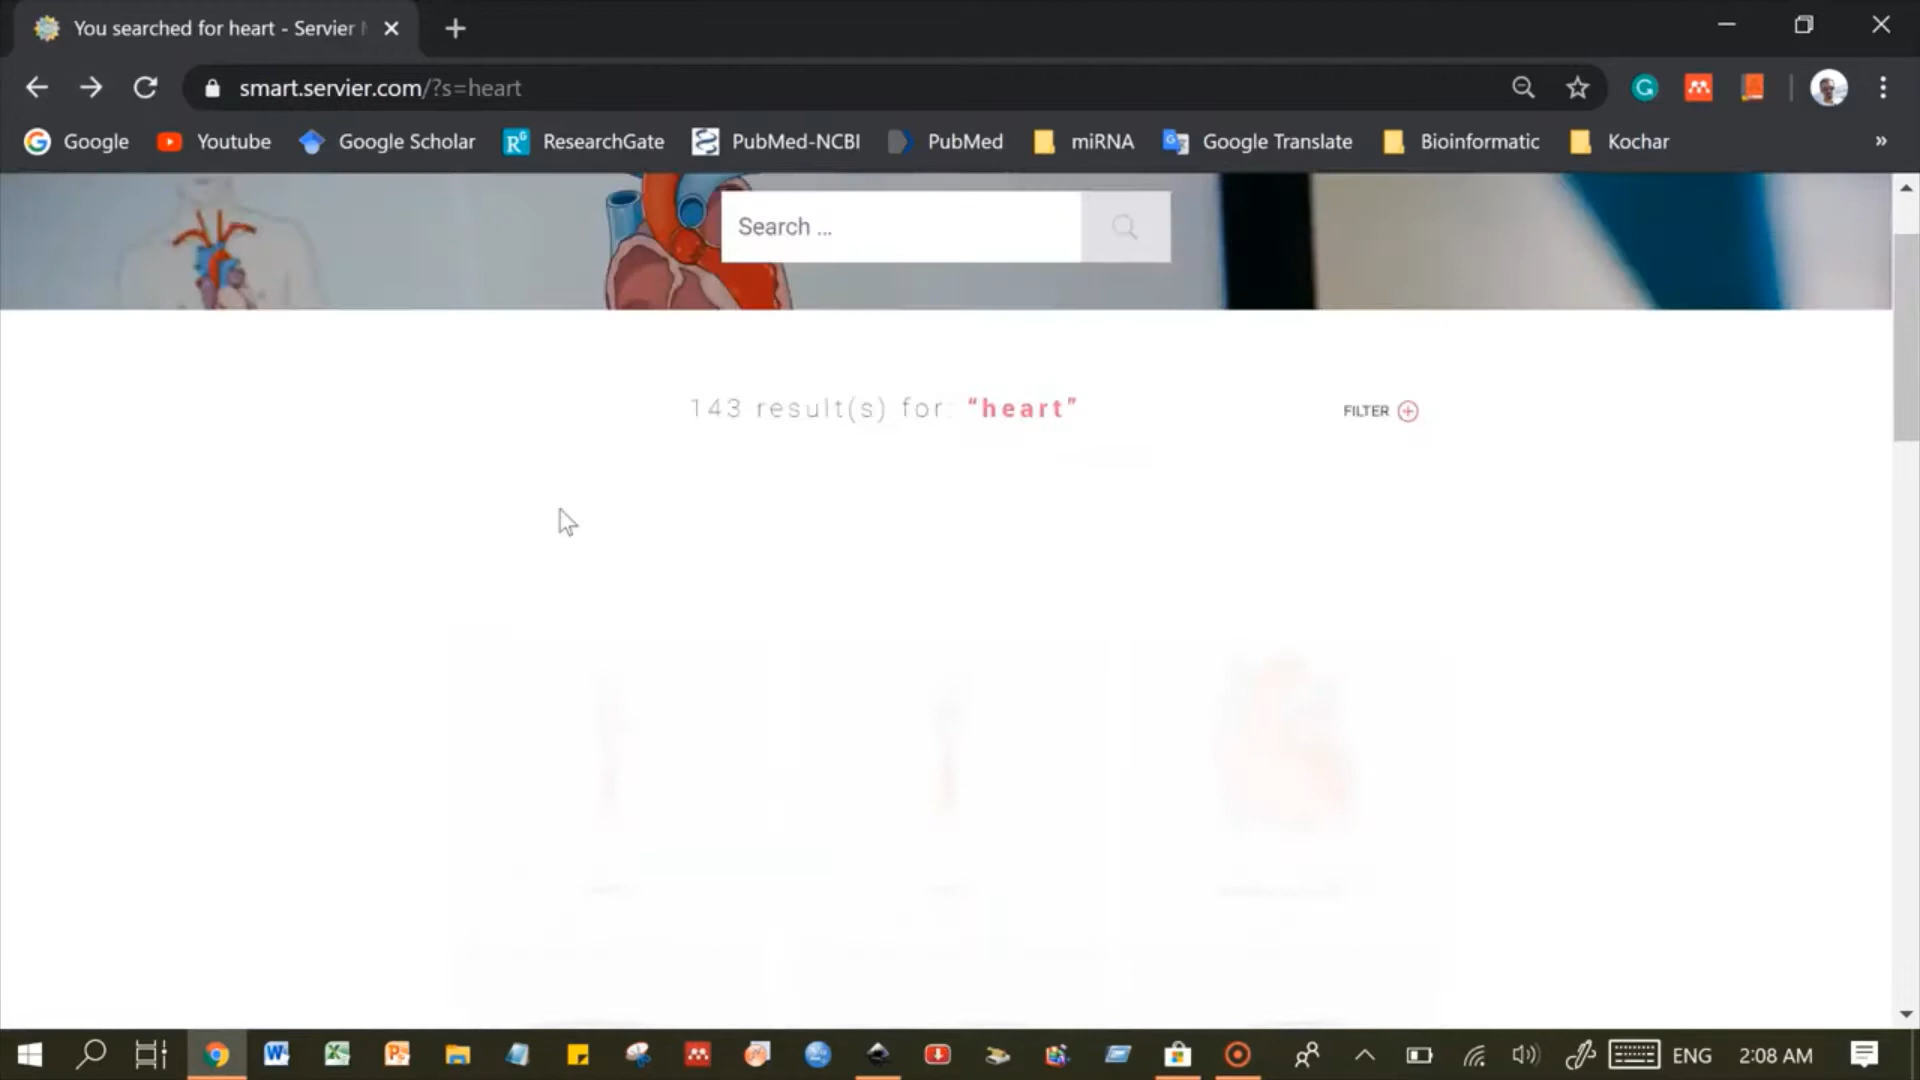 You searched for heart - Servier
smart.servier.com/?s=heart
Google
Youtube
Google Scholar
ResearchGate
PubMed-NCBI
PubMed
miRNA
Google Translate
Bioinformatic
Kochar
»
Search ...
143 result(s) for: “heart”
FILTER
ENG
2:08 AM